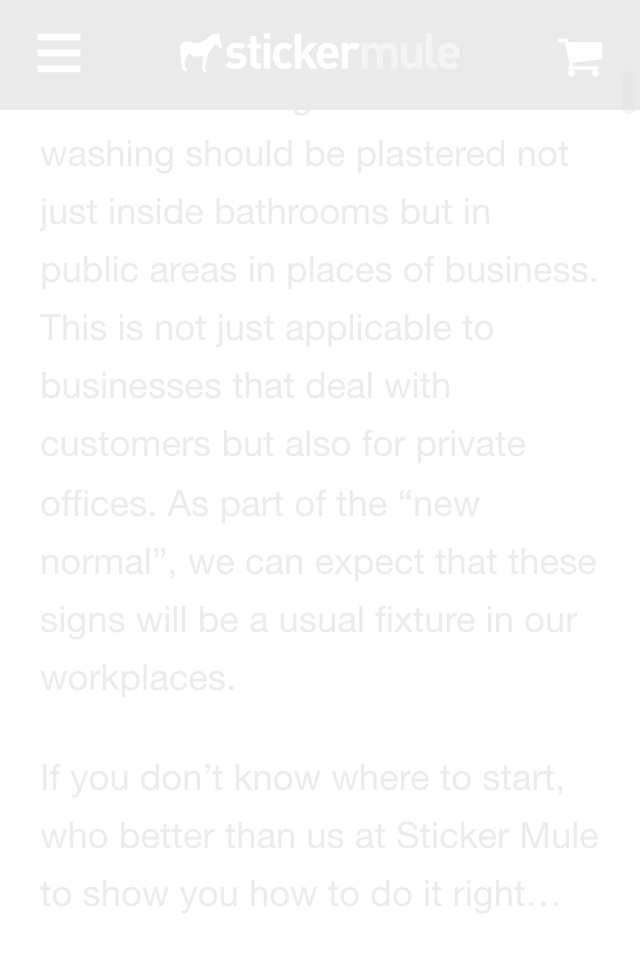 stickermule
washing should be plastered not
just inside bathrooms but in
public areas in places of business.
This is not just applicable to
businesses that deal with
customers but also for private
offices. As part of the “new
normal”, we can expect that these
signs will be a usual fixture in our
workplaces.
If you don’t know where to start,
who better than us at Sticker Mule
to show you how to do it right…